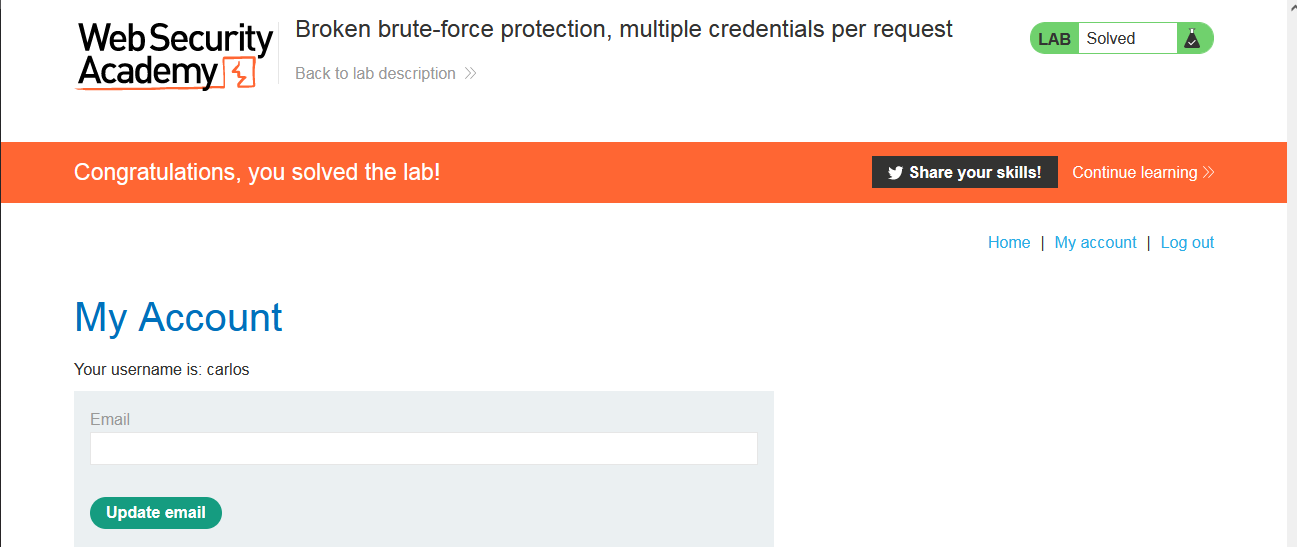 Web Security
Academy
Broken brute-force protection, multiple credentials per request
Back to lab description
LAB Solved
Congratulations, you solved the lab!
Share your skills!
Continue learning
Home | My account | Log out
My Account
Your username is: carlos
Email
Update email